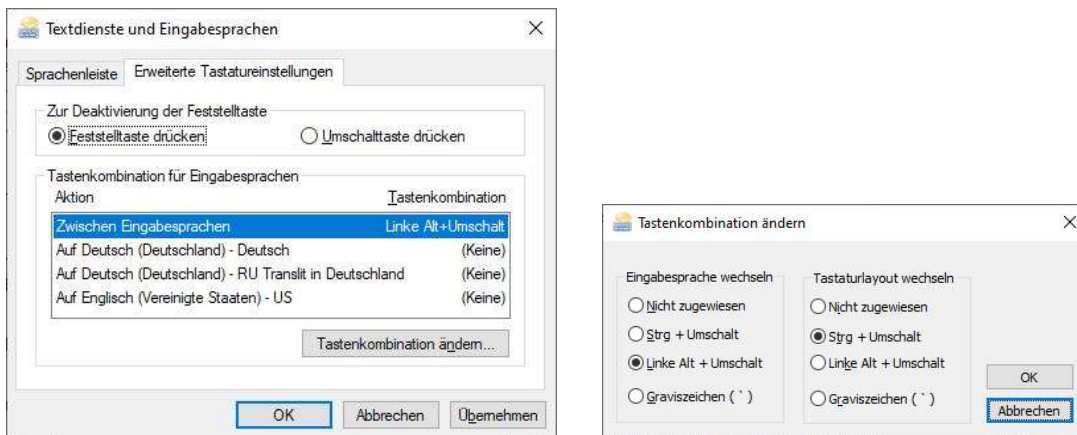 Textdienste und Eingabesprachen
Sprachenleiste Erweiterte Tastatureinstellungen
Zur Deaktivierung der Feststelltaste
Feststelltaste drücken Umschalttaste drücken
Tastenkombination für Eingabesprachen
Aktion Tastenkombination
Zwischen Eingabesprachen Linke Alt+Umschalt
Auf Deutsch (Deutschland) - Deutsch (Keine)
Auf Deutsch (Deutschland) - RU Translit in Deutschland (Keine)
Auf Englisch (Vereinigte Staaten) - US (Keine)
Tastenkombination ändern...
OK Abbrechen Übernehmen
Tastenkombination ändern
Eingabesprache wechseln
Nicht zugewiesen
Strg + Umschalt
Linke Alt + Umschalt
Graviszeichen ( ` )
Tastaturlayout wechseln
Nicht zugewiesen
Strg + Umschalt
Linke Alt + Umschalt
Graviszeichen ( ` )
OK
Abbrechen